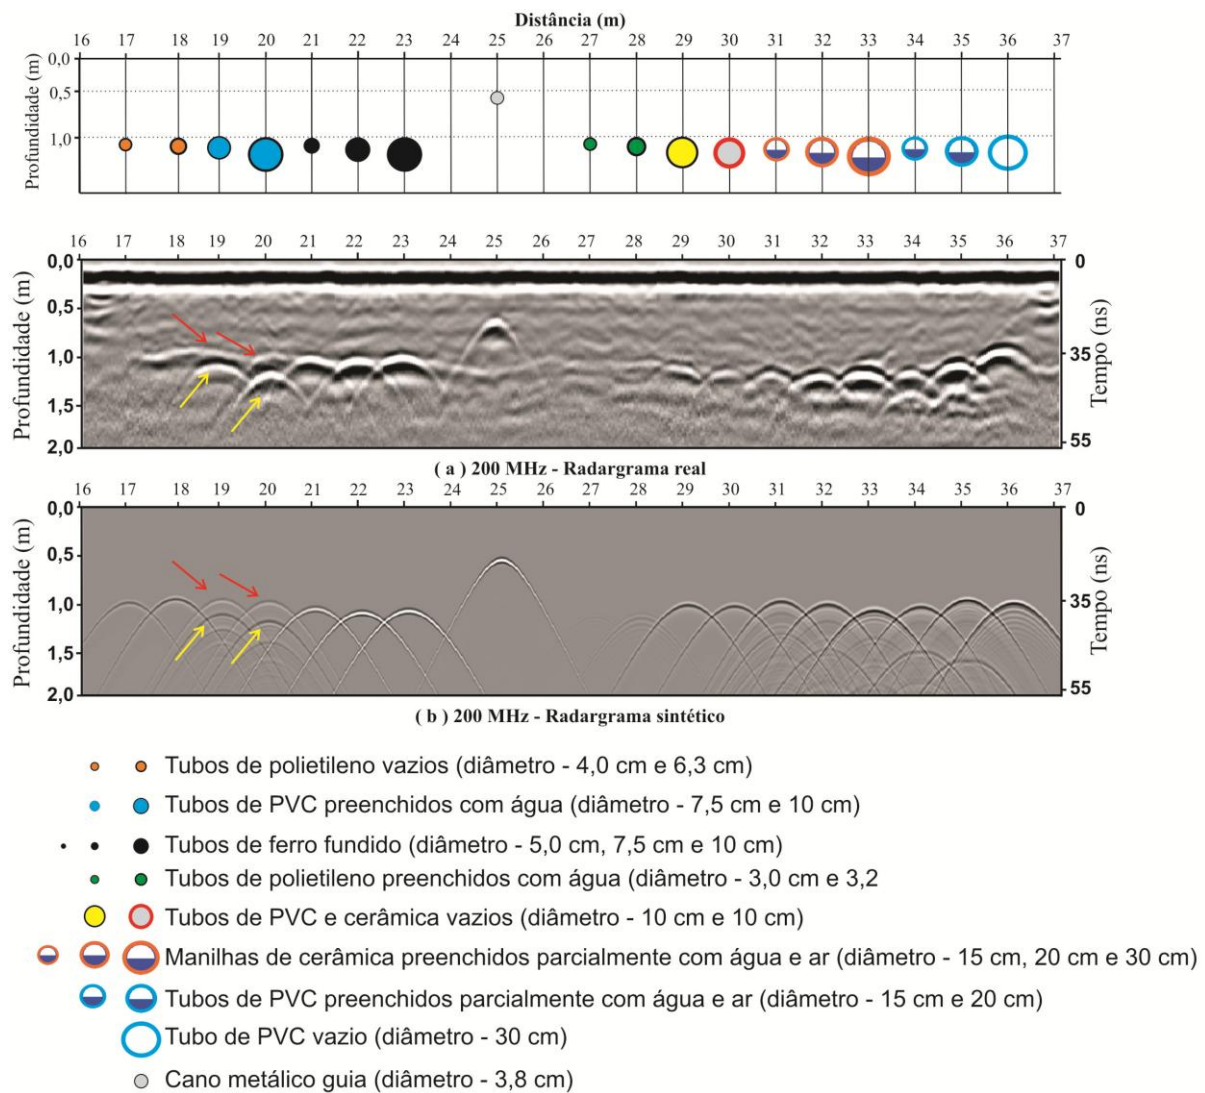 Distância (m)
16 17 18 19 20 21 22 23 24 25 26 27 28 29 30 31 32 33 34 35 36 37
Profundidade (m)
0,0
0,5
1,0
16 17 18 19 20 21 22 23 24 25 26 27 28 29 30 31 32 33 34 35 36 37
Profundidade (m)
0,0
0,5
1,0
1,5
2,0
0
35
55
Tempo (ns)
( a ) 200 MHz - Radargrama real
16 17 18 19 20 21 22 23 24 25 26 27 28 29 30 31 32 33 34 35 36 37
Profundidade (m)
0,0
0,5
1,0
1,5
2,0
0
35
55
Tempo (ns)
( b ) 200 MHz - Radargrama sintético
Tubos de polietileno vazios (diâmetro - 4,0 cm e 6,3 cm)
Tubos de PVC preenchidos com água (diâmetro - 7,5 cm e 10 cm)
Tubos de ferro fundido (diâmetro - 5,0 cm, 7,5 cm e 10 cm)
Tubos de polietileno preenchidos com água (diâmetro - 3,0 cm e 3,2
Tubos de PVC e cerâmica vazios (diâmetro - 10 cm e 10 cm)
Manilhas de cerâmica preenchidos parcialmente com água e ar (diâmetro - 15 cm, 20 cm e 30 cm)
Tubos de PVC preenchidos parcialmente com água e ar (diâmetro - 15 cm e 20 cm)
Tubo de PVC vazio (diâmetro - 30 cm)
Cano metálico guia (diâmetro - 3,8 cm)